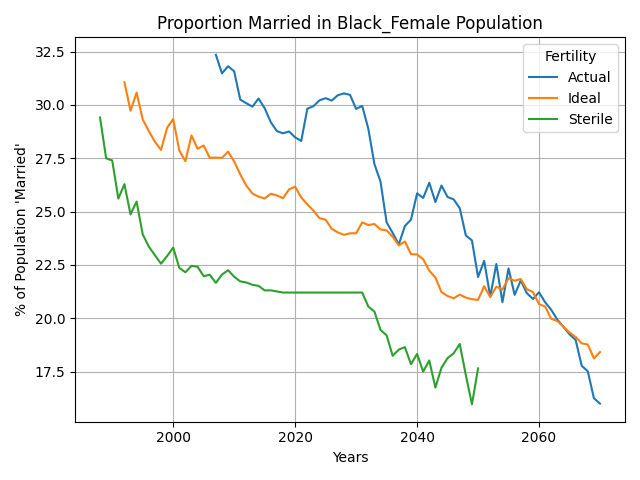 Proportion Married in Black_Female Population
% of Population 'Married'
32.5
30.0
27.5
25.0
22.5
20.0
17.5
Fertility
Actual
Ideal
Sterile
2000
2020
2040
2060
Years